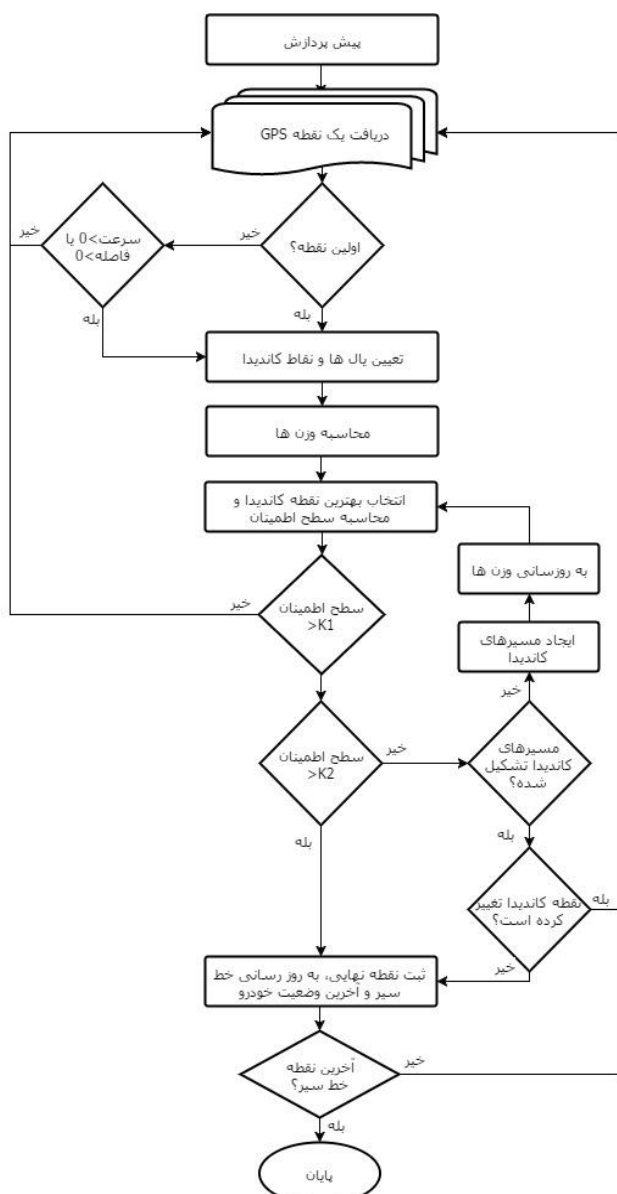 پیش پردازش
دریافت یک نقطه GPS
اولین نقطه؟
خیر
سرعت>0 یا
فاصله>0
خیر
بله
بله
تعیین یال ها و نقاط کاندیدا
محاسبه وزن ها
انتخاب بهترین نقطه کاندیدا و
محاسبه سطح اطمینان
به روزسانی وزن ها
سطح اطمینان
>K1
خیر
ایجاد مسیرهای
کاندیدا
خیر
سطح اطمینان
<K2
خیر
مسیرهای
کاندیدا تشکیل
شده؟
بله
بله
نقطه کاندیدا تغییر
کرده است؟
بله
خیر
ثبت نقطه نهایی، به روز رسانی خط
سیر و آخرین وضعیت خودرو
آخرین نقطه
خط سیر؟
خیر
بله
پایان